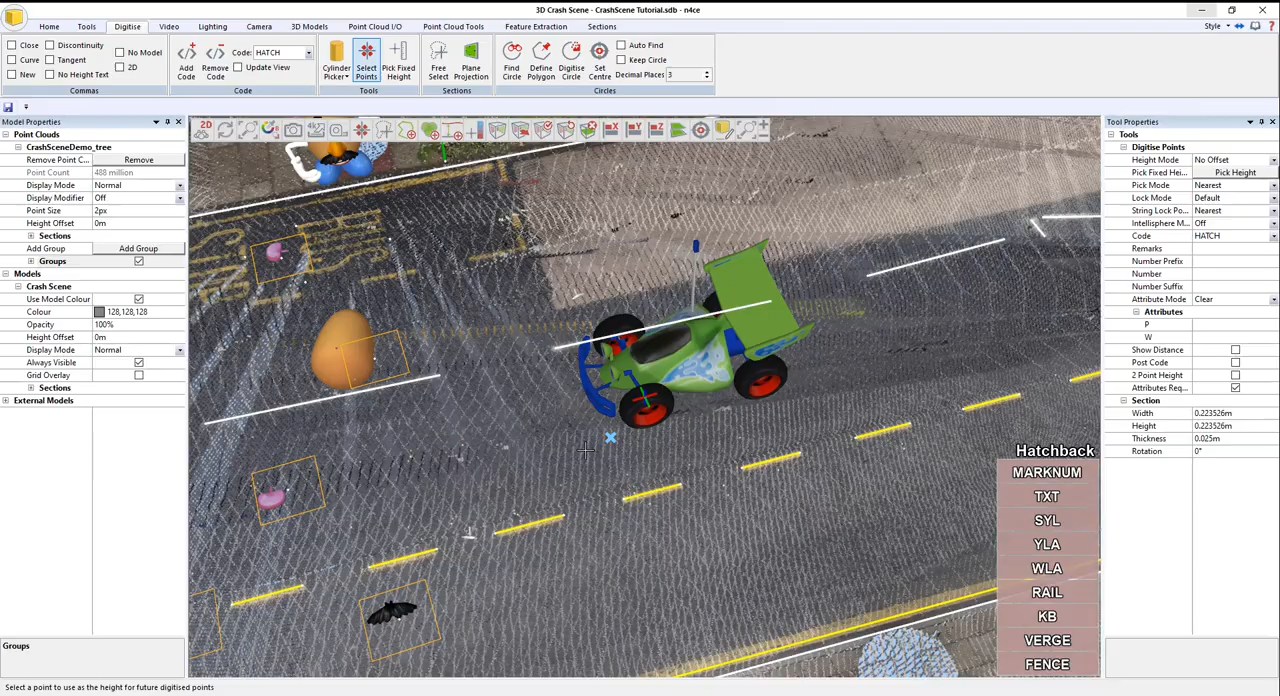 3D Crash Scene - CrashScene Tutorial.sdb - n4ce
Home Tools Digitise Video Lighting Camera 3D Models Point Cloud I/O Point Cloud Tools Feature Extraction Sections Style
Close Discontinuity No Model
Curve Tangent 2D
New No Height Text
Commas
Add Code
Remove Code
Code: HATCH
Update View
Code
Cylinder Picker
Select Points
Pick Fixed Height
Tools
Free Select
Plane Projection
Sections
Find Circle
Define Polygon
Digitise Circle
Set Centre
Auto Find
Keep Circle
Decimal Places 3
Circles
Model Properties
Point Clouds
CrashSceneDemo_tree
Remove Point C... Remove
Point Count 488 million
Display Mode Normal
Display Modifier Off
Point Size 2px
Height Offset 0m
Sections
Add Group Add Group
Groups
Models
Crash Scene
Use Model Colour
Colour 128,128,128
Opacity 100%
Height Offset 0m
Display Mode Normal
Always Visible
Grid Overlay
Sections
External Models
Groups
2D
X Y Z
Hatchback
MARKNUM
TXT
SYL
YLA
WLA
RAIL
KB
VERGE
FENCE
Tool Properties
Tools
Digitise Points
Height Mode No Offset
Pick Fixed Hei... Pick Height
Pick Mode Nearest
Lock Mode Default
String Lock Po... Nearest
Intellisphere M... Off
Code HATCH
Remarks
Number Prefix
Number
Number Suffix
Attribute Mode Clear
Attributes
P
W
Show Distance
Post Code
2 Point Height
Attributes Req...
Section
Width 0.223526m
Height 0.223526m
Thickness 0.025m
Rotation 0°
Select a point to use as the height for future digitised points